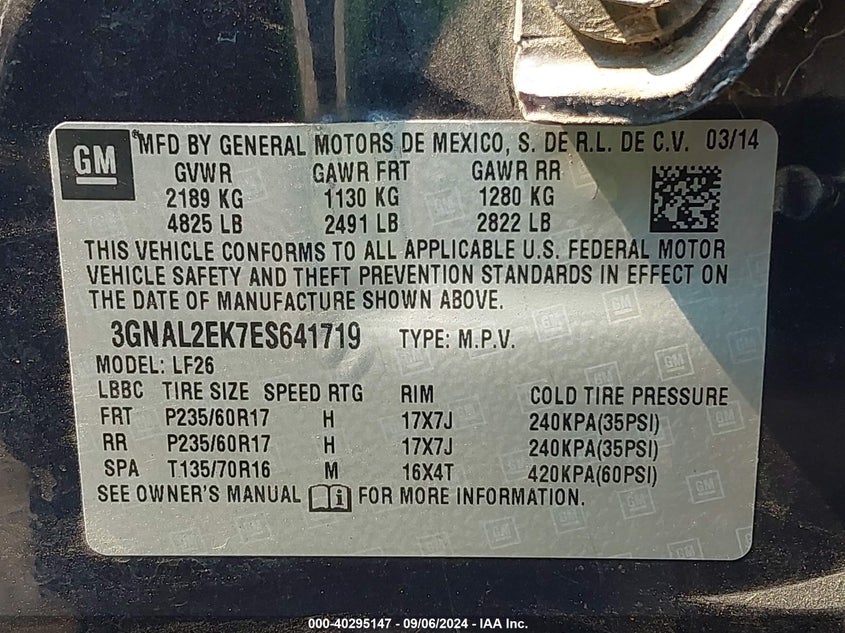 GM MFD BY GENERAL MOTORS DE MEXICO, S. DE R.L. DE C.V. 03/14
GVWR GAWR FRT GAWR RR
2189 KG 1130 KG 1280 KG
4825 LB 2491 LB 2822 LB
THIS VEHICLE CONFORMS TO ALL APPLICABLE U.S. FEDERAL MOTOR
VEHICLE SAFETY AND THEFT PREVENTION STANDARDS IN EFFECT ON
THE DATE OF MANUFACTURE SHOWN ABOVE.
3GNAL2EK7ES641719 TYPE: M.P.V.
MODEL: LF26
LBBC TIRE SIZE SPEED RTG RIM COLD TIRE PRESSURE
FRT P235/60R17 H 17X7J 240KPA(35PSI)
RR P235/60R17 H 17X7J 240KPA(35PSI)
SPA T135/70R16 M 16X4T 420KPA(60PSI)
SEE OWNER'S MANUAL FOR MORE INFORMATION.
000-40295147 - 09/06/2024 - IAA Inc.